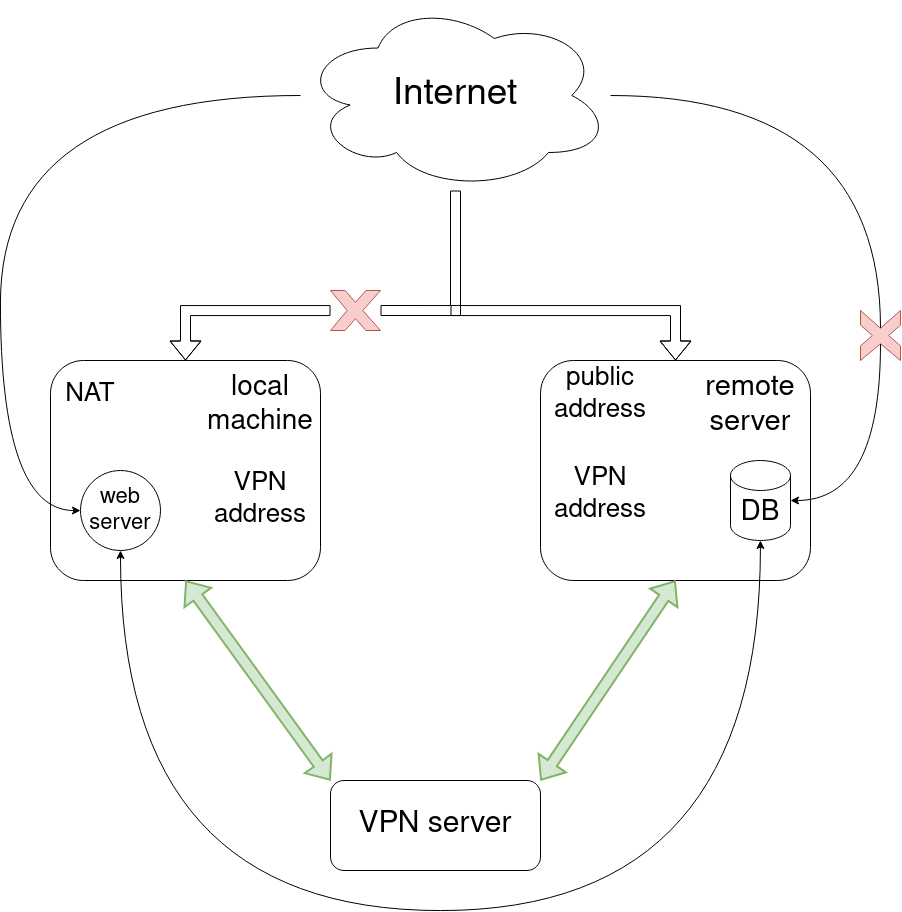 Internet
NAT
local
machine
VPN
address
web
server
public
address
remote
server
VPN
address
DB
VPN server